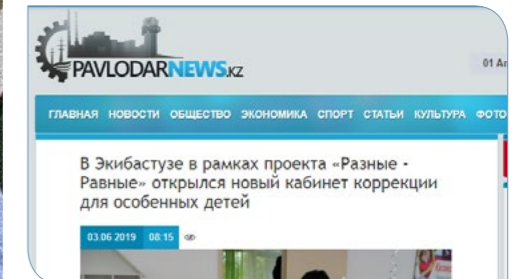 PAVLODARNEWS.KZ
01
ГЛАВНАЯ НОВОСТИ ОБЩЕСТВО ЭКОНОМИКА СПОРТ СТАТЬИ КУЛЬТУРА ФОТО
В Экибастузе в рамках проекта «Разные -
Равные» открылся новый кабинет коррекции
для особенных детей
03.06 2019 08:15